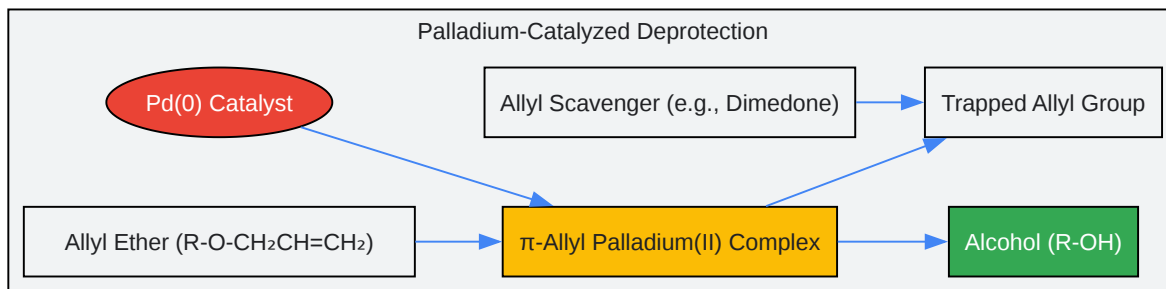 Palladium-Catalyzed Deprotection
Pd(0) Catalyst
Allyl Scavenger (e.g., Dimedone)
Trapped Allyl Group
Allyl Ether (R-O-CH₂CH=CH₂)
π-Allyl Palladium(II) Complex
Alcohol (R-OH)